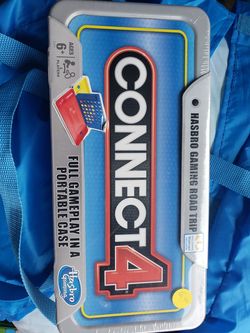 AGES
6+
CONNECT 4
HASBRO GAMING ROAD TRIP
FULL GAMEPLAY IN A
PORTABLE CASE
Hasbro
Gaming